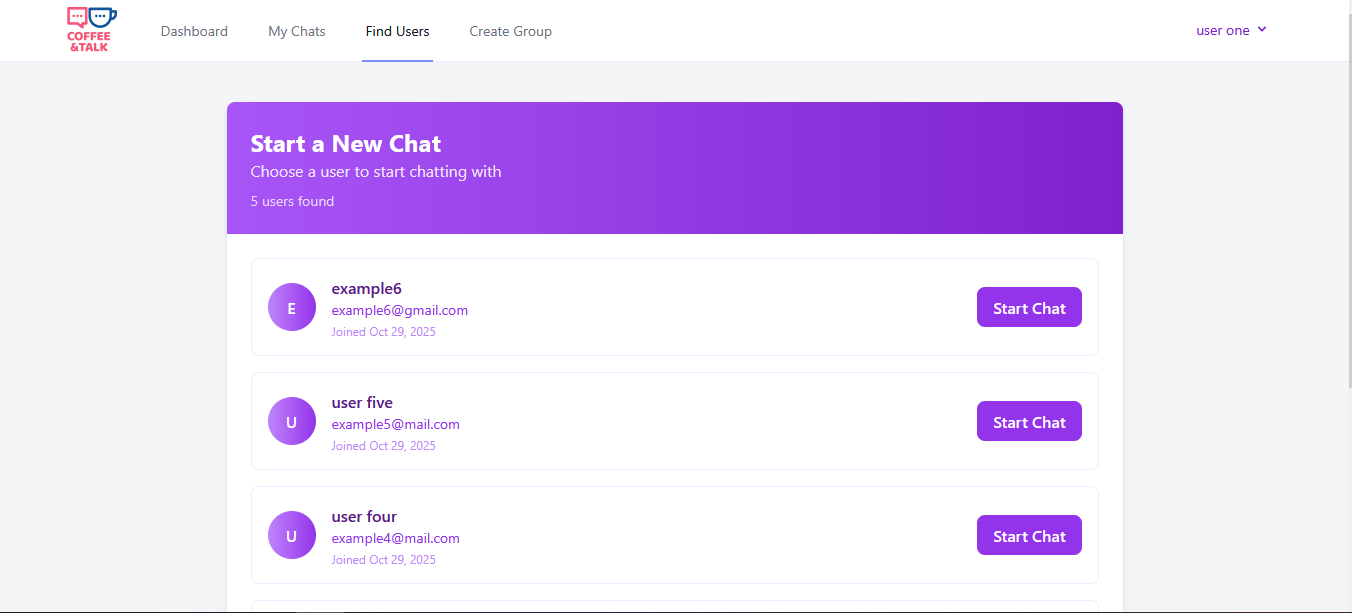 COFFEE
&TALK
Dashboard
My Chats
Find Users
Create Group
user one
Start a New Chat
Choose a user to start chatting with
5 users found
E
example6
example6@gmail.com
Joined Oct 29, 2025
Start Chat
U
user five
example5@mail.com
Joined Oct 29, 2025
Start Chat
U
user four
example4@mail.com
Joined Oct 29, 2025
Start Chat